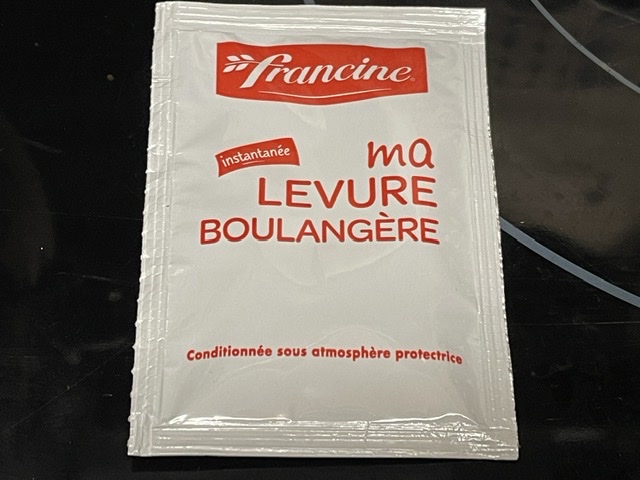 francine
instantanée
ma
LEVURE
BOULANGÈRE
Conditionnée sous atmosphère protectrice